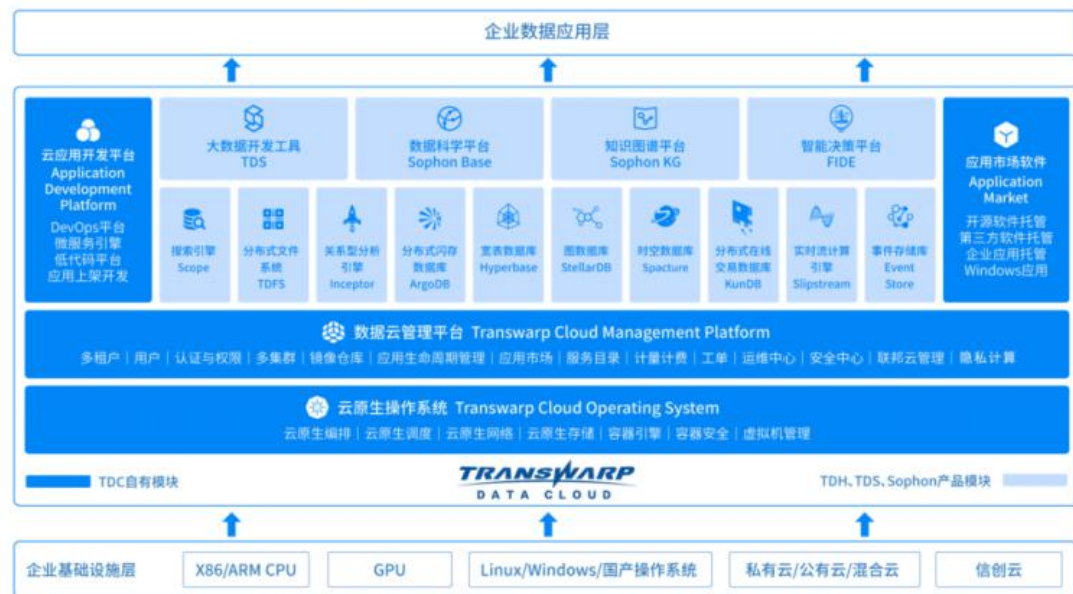 企业数据应用层
云应用开发平台
Application
Development
Platform
DevOps平台
微服务引擎
低代码平台
应用上架开发
大数据开发工具
TDS
数据科学平台
Sophon Base
知识图谱平台
Sophon KG
智能决策平台
FIDE
搜索引擎
Scope
分布式文件
系统
TDFS
关系型分析
引擎
Inceptor
分布式闪存
数据库
ArgoDB
宽表数据库
Hyperbase
图数据库
StellarDB
时空数据库
Spacture
分布式在线
交易数据库
KunDB
实时流计算
引擎
Slipstream
事件存储库
Event
Store
应用市场软件
Application
Market
开源软件托管
第三方软件托管
企业应用托管
Windows应用
数据云管理平台 Transwarp Cloud Management Platform
多租户|用户|认证与权限|多集群|镜像仓库|应用生命周期管理|应用市场|服务目录|计量计费|工单|运维中心|安全中心|联邦云管理|隐私计算
云原生操作系统 Transwarp Cloud Operating System
云原生编排|云原生调度|云原生网络|云原生存储|容器引擎|容器安全|虚拟机管理
TDC自有模块
TRANSWARP
DATA CLOUD
TDH、TDS、Sophon产品模块
企业基础设施层
X86/ARM CPU
GPU
Linux/Windows/国产操作系统
私有云/公有云/混合云
信创云